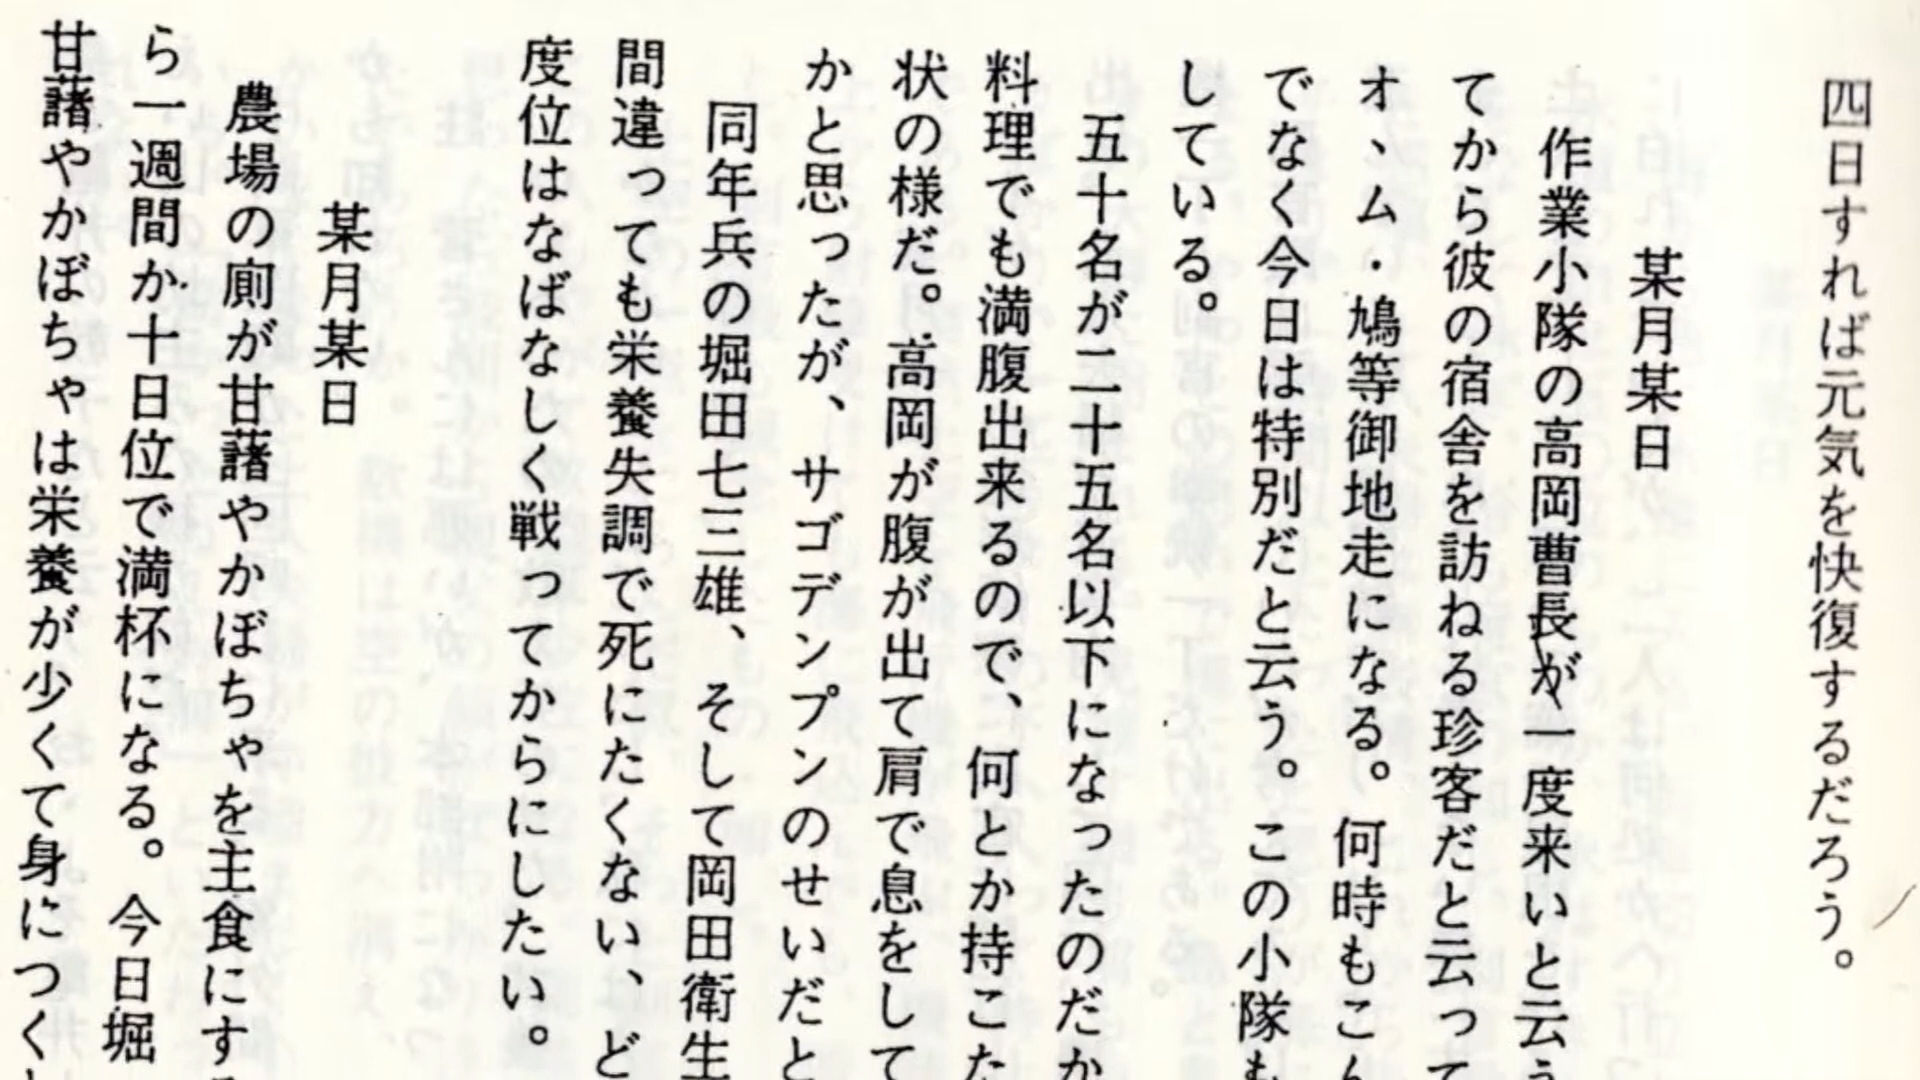 四日すれば元気を快復するだろう。
某月某日
作業小隊の高岡曹長が一度来いと云う
てから彼の宿舎を訪ねる珍客だと云って
オ、ム・鳩等御地走になる。何時もこん
でなく今日は特別だと云う。この小隊も
している。
五十名が二十五名以下になったのだか
料理でも満腹出来るので、何とか持こた
状の様だ。高岡が腹が出て肩で息をして
かと思ったが、サゴデンプンのせいだと
同年兵の堀田七三雄、そして岡田衛生
間違っても栄養失調で死にたくない、ど
度位はなばなしく戦ってからにしたい。
某月某日
農場の廁が甘藷やかぼちゃを主食にす
ら一週間か十日位で満杯になる。今日堀
甘藷やかぼちゃは栄養が少くて身につく